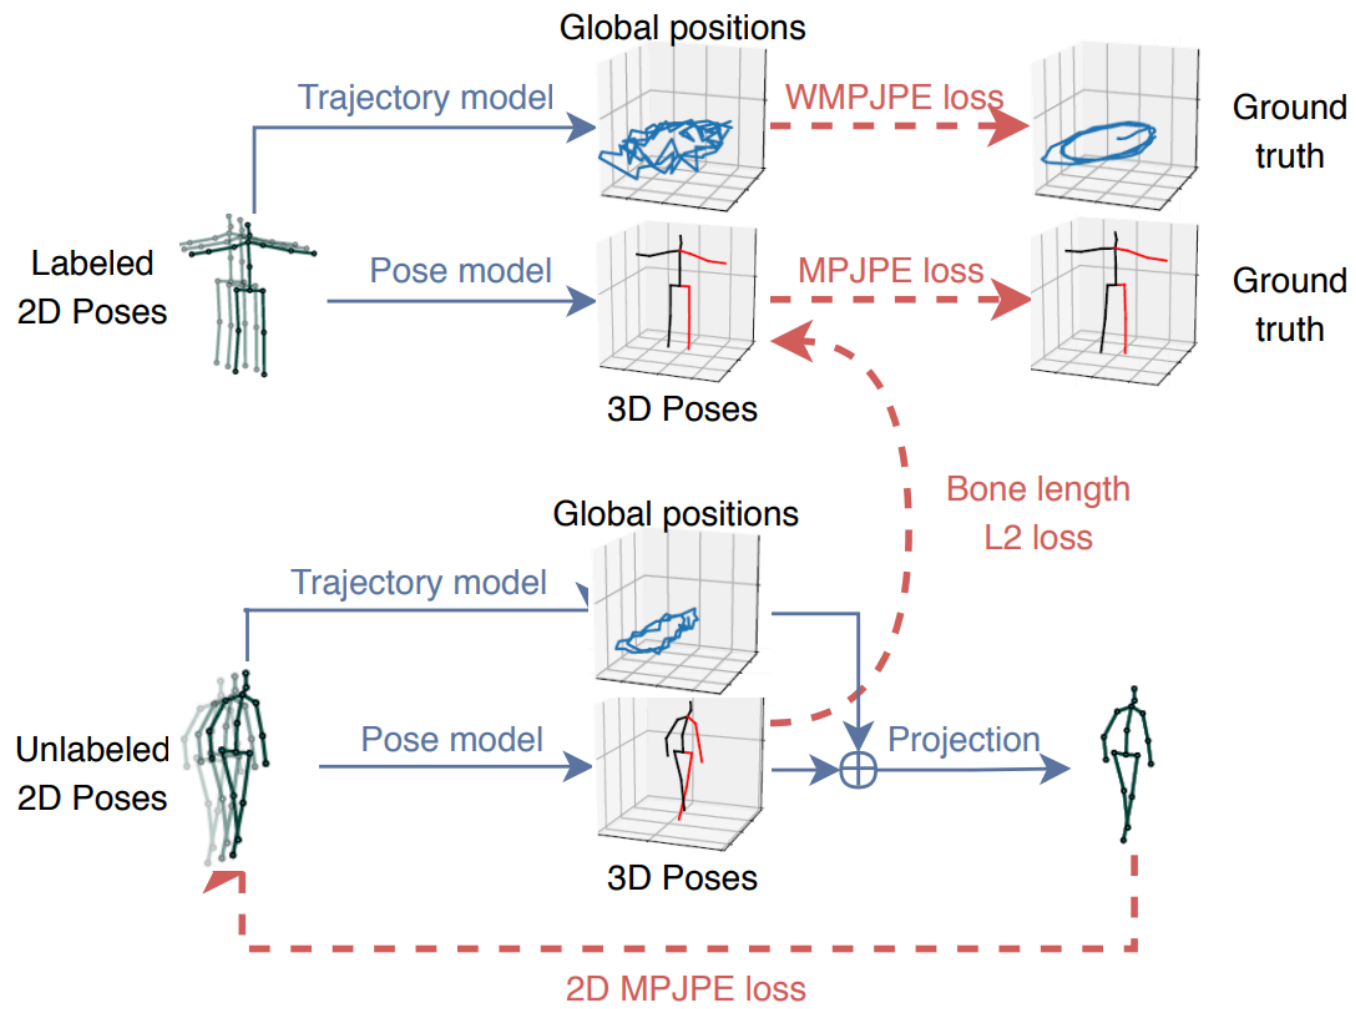 Global positions
Trajectory model
WMPJPE loss
Ground
truth
Labeled
2D Poses
Pose model
MPJPE loss
Ground
truth
3D Poses
Bone length
L2 loss
Global positions
Trajectory model
Unlabeled
2D Poses
Pose model
Projection
3D Poses
2D MPJPE loss